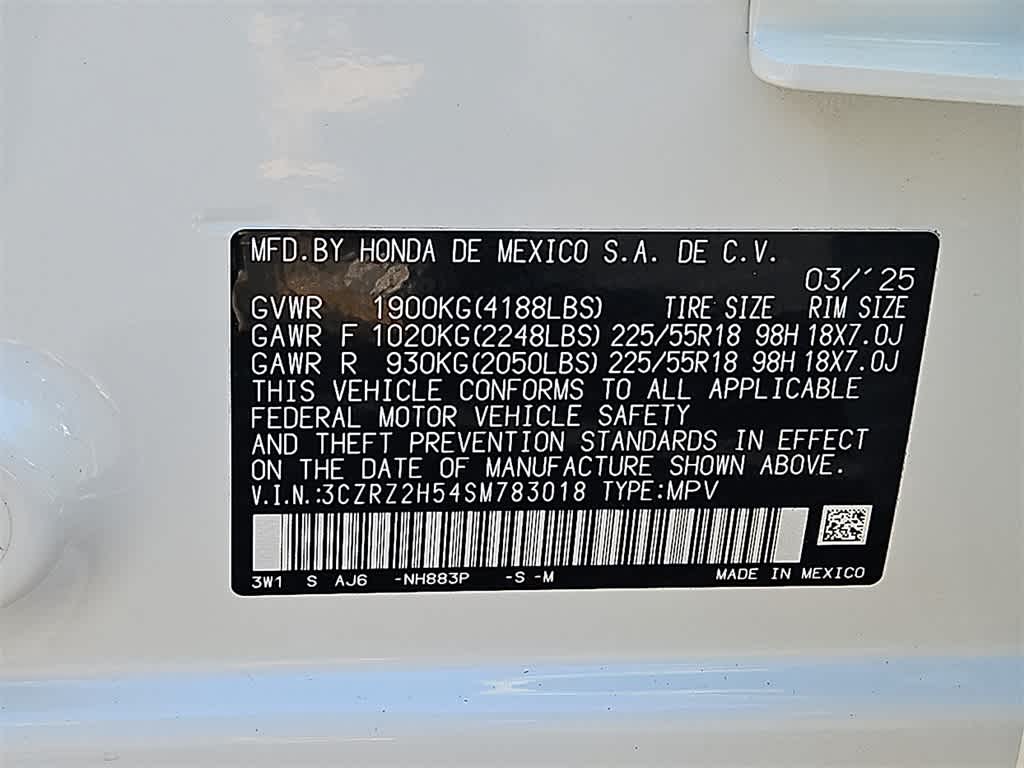 MFD.BY HONDA DE MEXICO S.A. DE C.V.
03/´25
GVWR 1900KG(4188LBS) TIRE SIZE RIM SIZE
GAWR F 1020KG(2248LBS) 225/55R18 98H 18X7.0J
GAWR R 930KG(2050LBS) 225/55R18 98H 18X7.0J
THIS VEHICLE CONFORMS TO ALL APPLICABLE
FEDERAL MOTOR VEHICLE SAFETY
AND THEFT PREVENTION STANDARDS IN EFFECT
ON THE DATE OF MANUFACTURE SHOWN ABOVE.
V.I.N.:3CZRZ2H54SM783018 TYPE:MPV
3W1 S AJ6 -NH883P -S -M MADE IN MEXICO